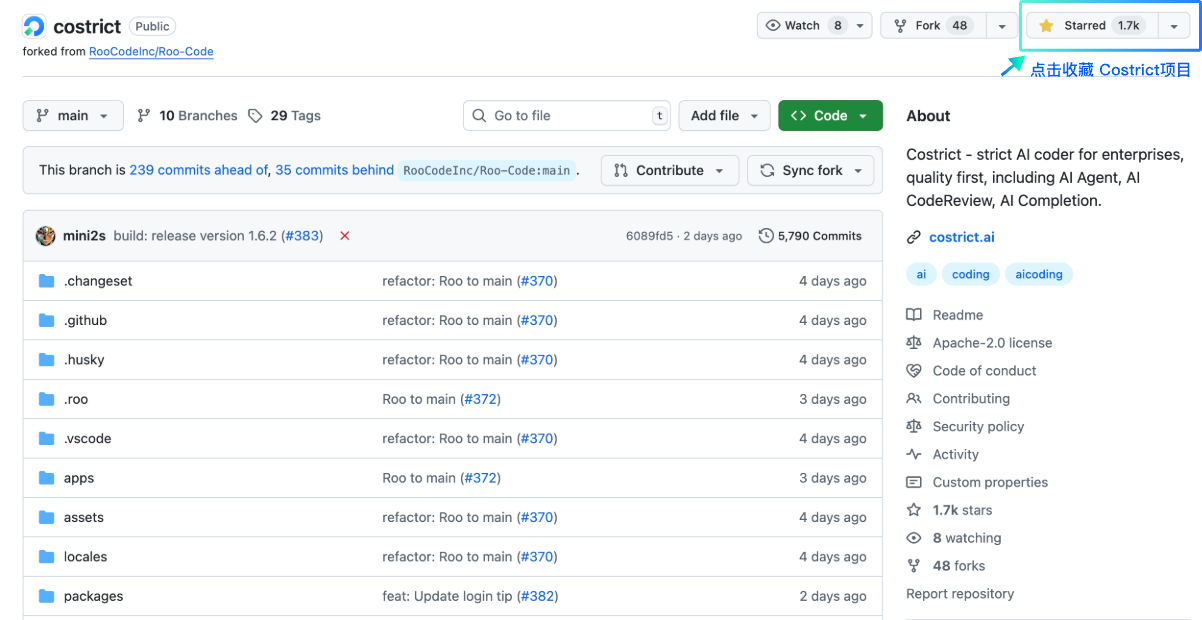 costrict Public Watch 8 Fork 48 Starred 1.7k
forked from RooCodeInc/Roo-Code
点击收藏 Costrict项目
main 10 Branches 29 Tags Go to file t Add file Code
This branch is 239 commits ahead of, 35 commits behind RooCodeInc/Roo-Code:main . Contribute Sync fork
mini2s build: release version 1.6.2 (#383) 6089fd5 · 2 days ago 5,790 Commits
.changeset refactor: Roo to main (#370) 4 days ago
.github refactor: Roo to main (#370) 4 days ago
.husky refactor: Roo to main (#370) 4 days ago
.roo Roo to main (#372) 3 days ago
.vscode refactor: Roo to main (#370) 4 days ago
apps Roo to main (#372) 3 days ago
assets refactor: Roo to main (#370) 4 days ago
locales refactor: Roo to main (#370) 4 days ago
packages feat: Update login tip (#382) 2 days ago
About
Costrict - strict AI coder for enterprises,
quality first, including AI Agent, AI
CodeReview, AI Completion.
costrict.ai
ai coding aicoding
Readme
Apache-2.0 license
Code of conduct
Contributing
Security policy
Activity
Custom properties
1.7k stars
8 watching
48 forks
Report repository